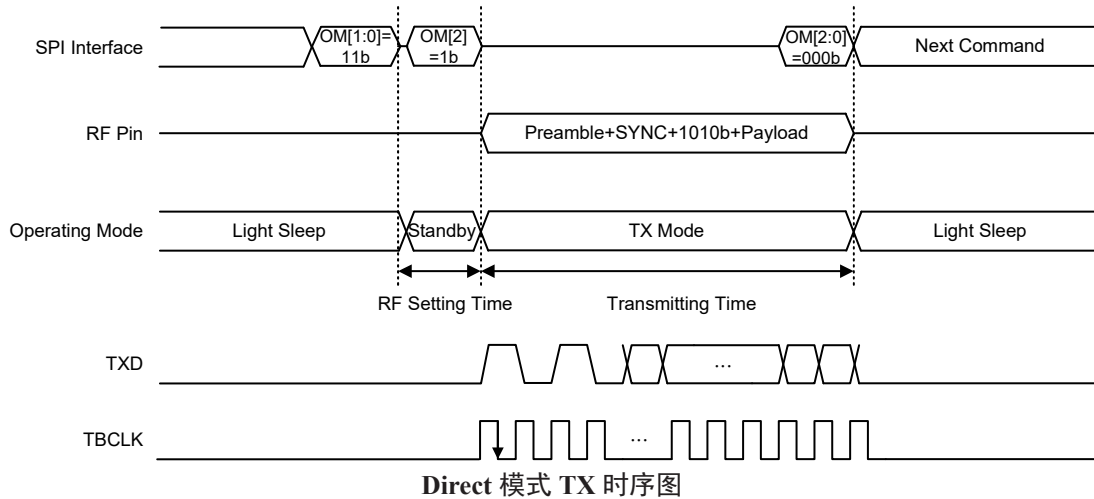 SPI Interface
OM[1:0]=
11b
OM[2]
=1b
OM[2:0]
=000b
Next Command
RF Pin
Preamble+SYNC+1010b+Payload
Operating Mode
Light Sleep
Standby
TX Mode
Light Sleep
RF Setting Time
Transmitting Time
TXD
...
TBCLK
...
Direct 模式 TX 时序图